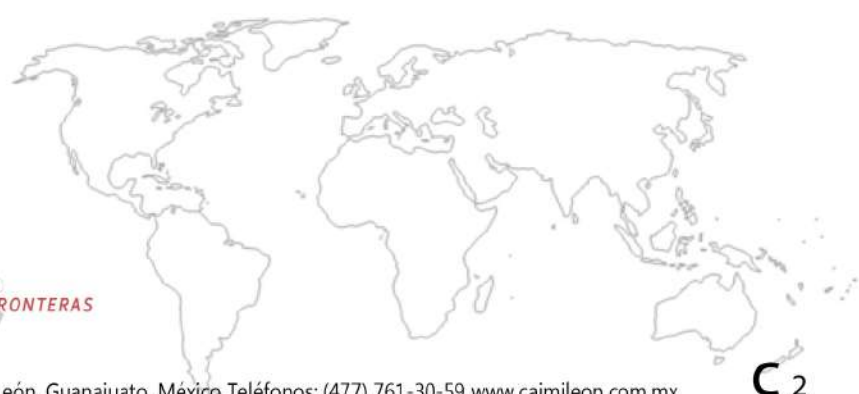 RONTERAS
eón, Guanajuato, México Teléfonos: (477) 761-30-59 www.caimileon.com.mx
C 2